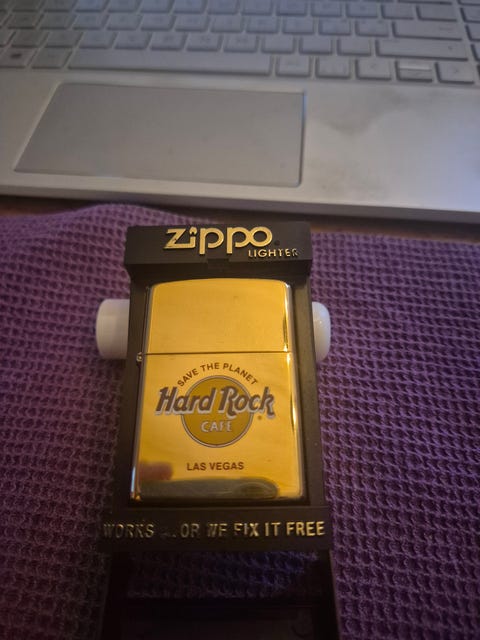 Zippo
LIGHTER
SAVE THE PLANET
Hard Rock
CAFE
LAS VEGAS
WORKS ... OR WE FIX IT FREE